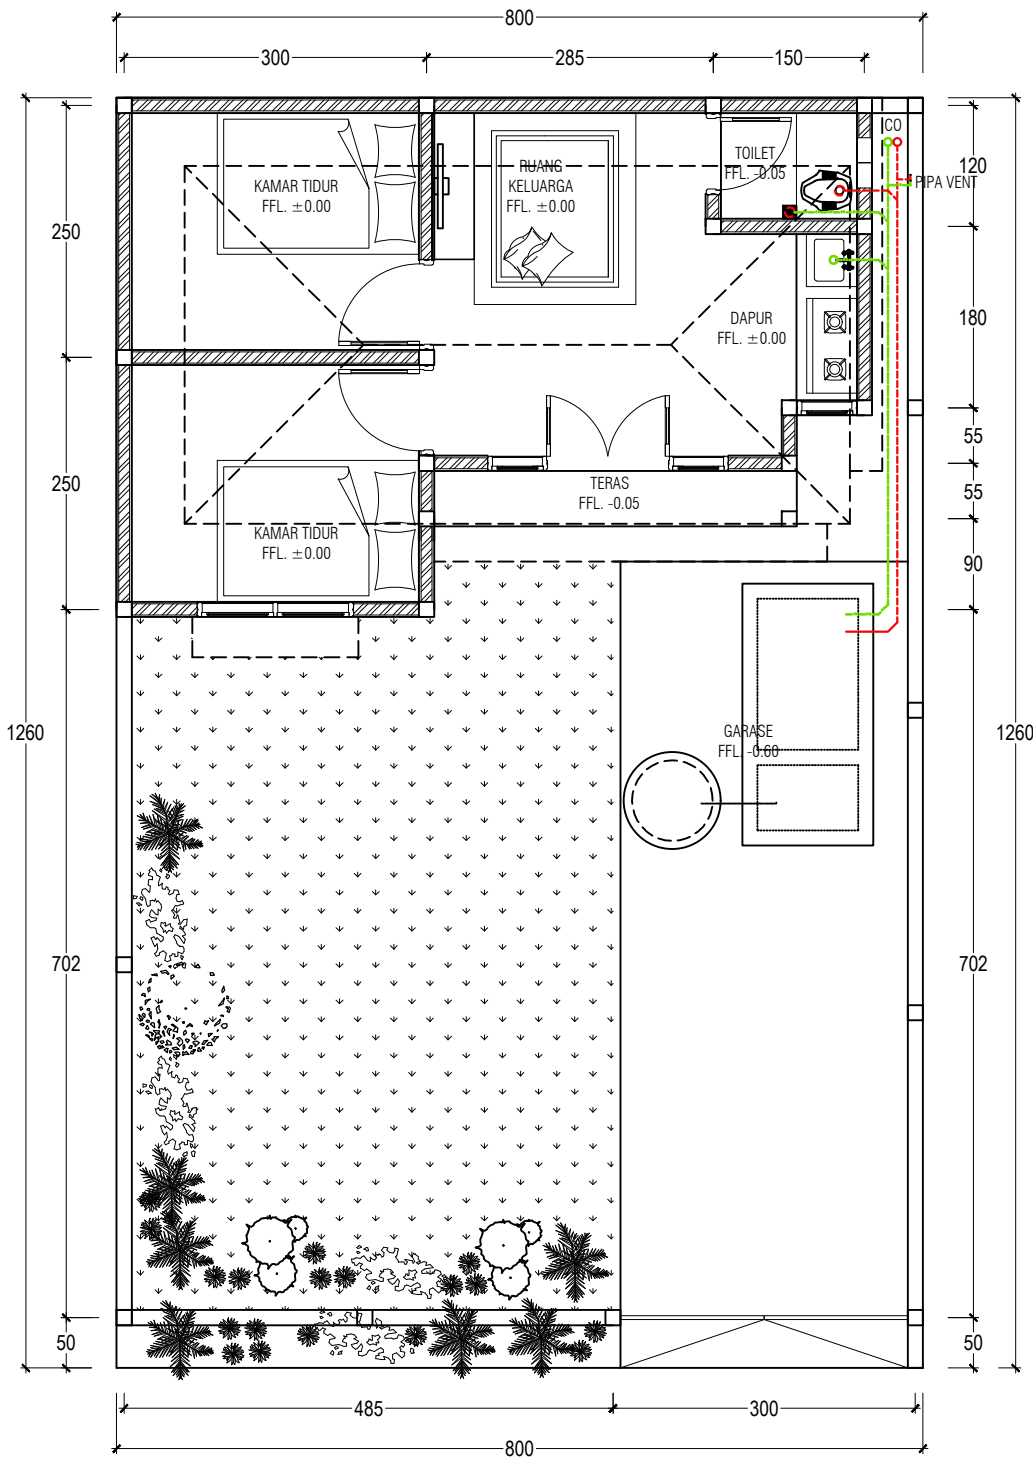 800
300
285
150
CO
120
TOILET
FFL. -0.05
RUANG
KELUARGA
FFL. ±0.00
KAMAR TIDUR
FFL. ±0.00
PIPA VENT
250
DAPUR
FFL. ±0.00
180
55
250
TERAS
FFL. -0.05
55
KAMAR TIDUR
FFL. ±0.00
90
1260
GARASE
FFL. -0.60
1260
702
702
50
50
485
300
800